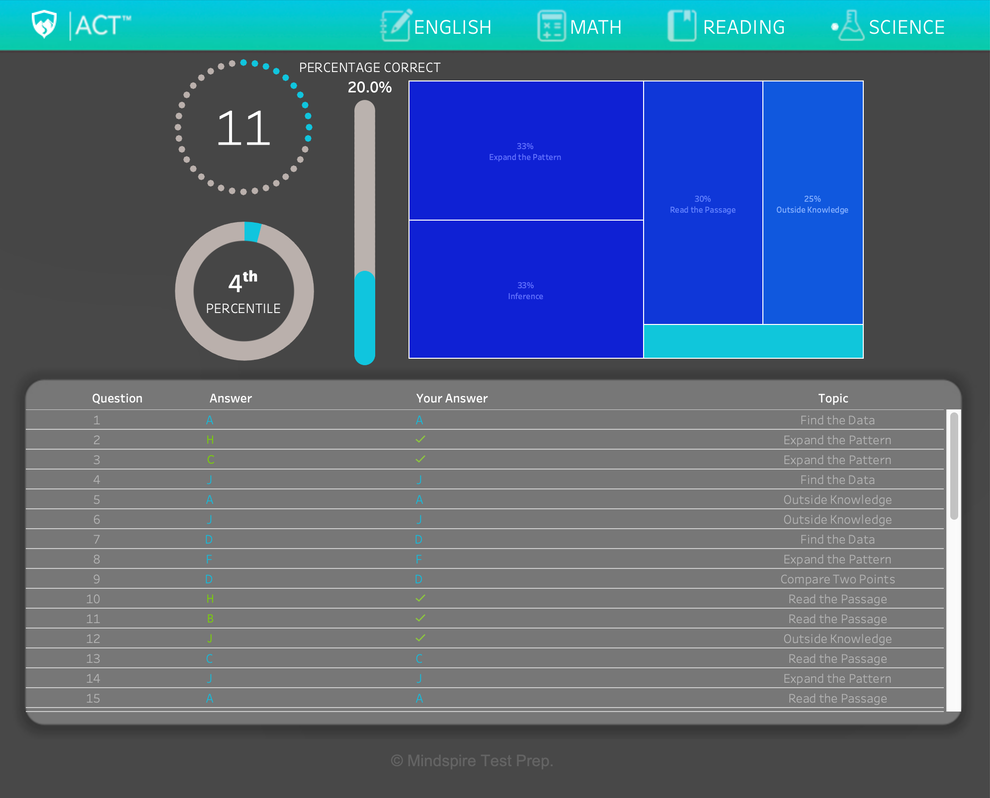 |ACT™ ENGLISH MATH READING SCIENCE
11
PERCENTAGE CORRECT
20.0%
4th
PERCENTILE
33%
Expand the Pattern
33%
Inference
30%
Read the Passage
25%
Outside Knowledge
Question Answer Your Answer Topic
1 A A Find the Data
2 H ✓ Expand the Pattern
3 C ✓ Expand the Pattern
4 J J Find the Data
5 A A Outside Knowledge
6 J J Outside Knowledge
7 D D Find the Data
8 F F Expand the Pattern
9 D D Compare Two Points
10 H ✓ Read the Passage
11 B ✓ Read the Passage
12 J ✓ Outside Knowledge
13 C C Read the Passage
14 J J Expand the Pattern
15 A A Read the Passage
© Mindspire Test Prep.